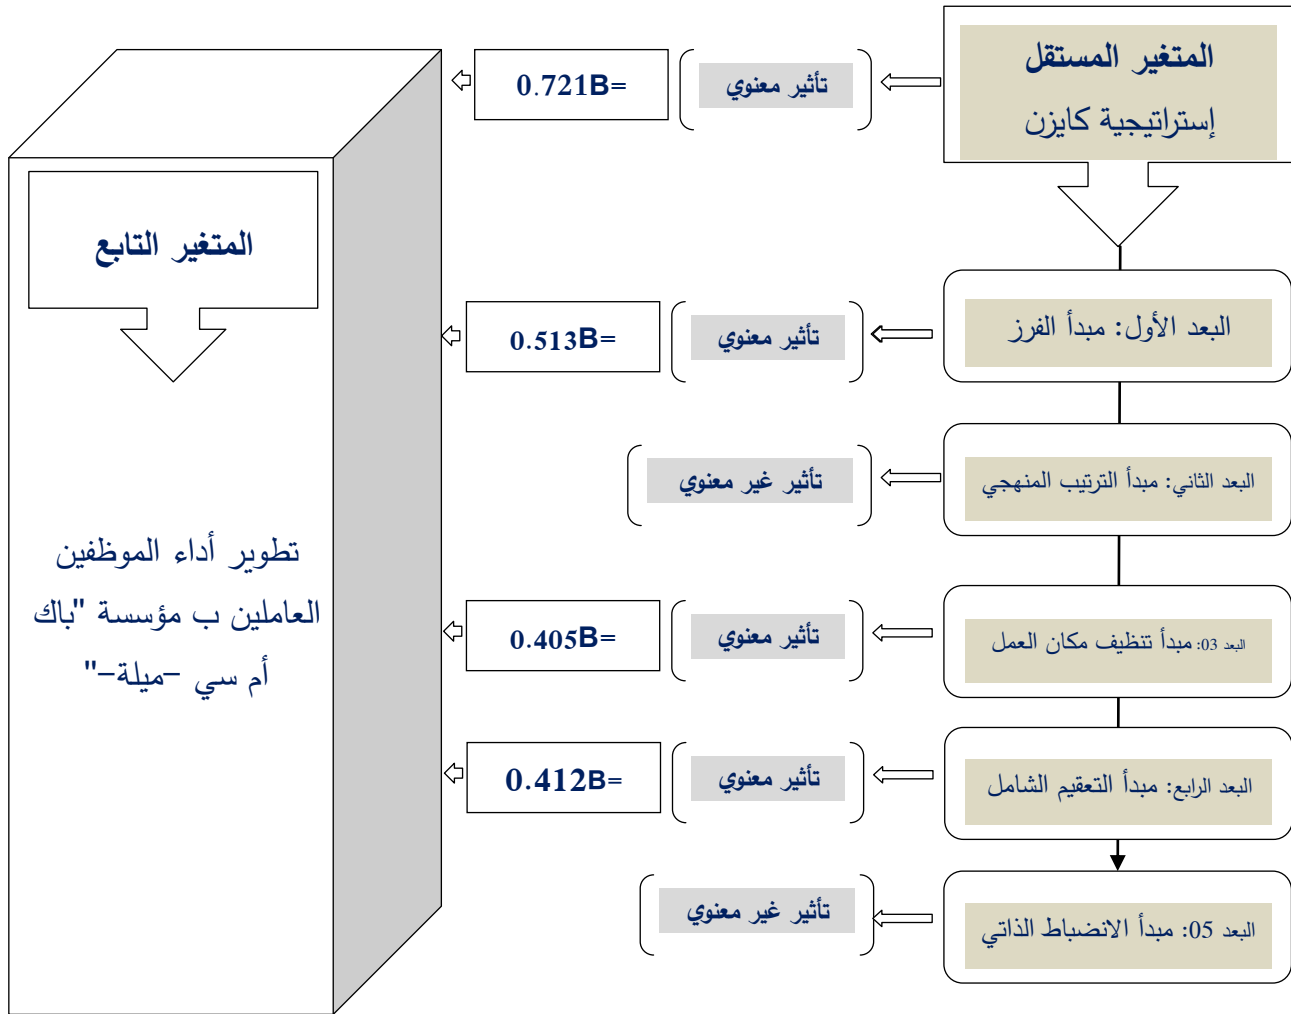 المتغير المستقل
إستراتيجية كايزن
تأثير معنوي
0.721B=
المتغير التابع
البعد الأول: مبدأ الفرز
تأثير معنوي
0.513B=
البعد الثاني: مبدأ الترتيب المنهجي
تأثير غير معنوي
تطوير أداء الموظفين
العاملين ب مؤسسة "باك
أم سي –ميلة–"
البعد 03: مبدأ تنظيف مكان العمل
تأثير معنوي
0.405B=
البعد الرابع: مبدأ التعقيم الشامل
تأثير معنوي
0.412B=
البعد 05: مبدأ الانضباط الذاتي
تأثير غير معنوي